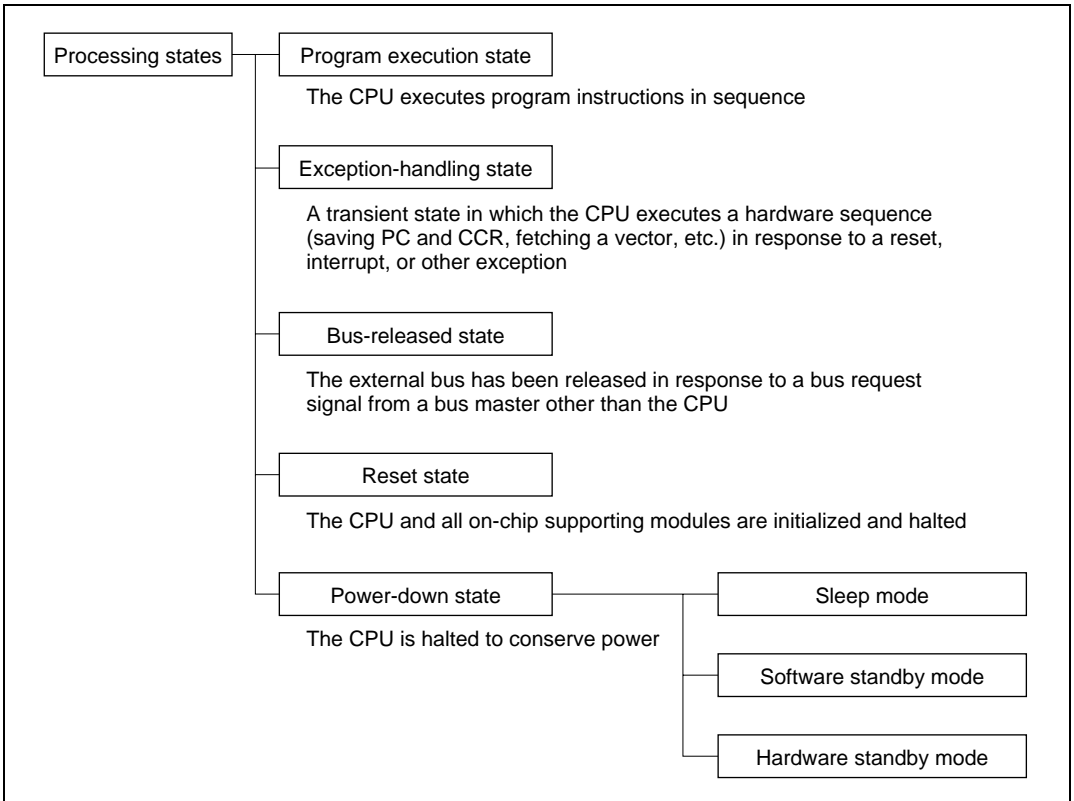 Processing states
Program execution state
The CPU executes program instructions in sequence
Exception-handling state
A transient state in which the CPU executes a hardware sequence
(saving PC and CCR, fetching a vector, etc.) in response to a reset,
interrupt, or other exception
Bus-released state
The external bus has been released in response to a bus request
signal from a bus master other than the CPU
Reset state
The CPU and all on-chip supporting modules are initialized and halted
Power-down state
The CPU is halted to conserve power
Sleep mode
Software standby mode
Hardware standby mode